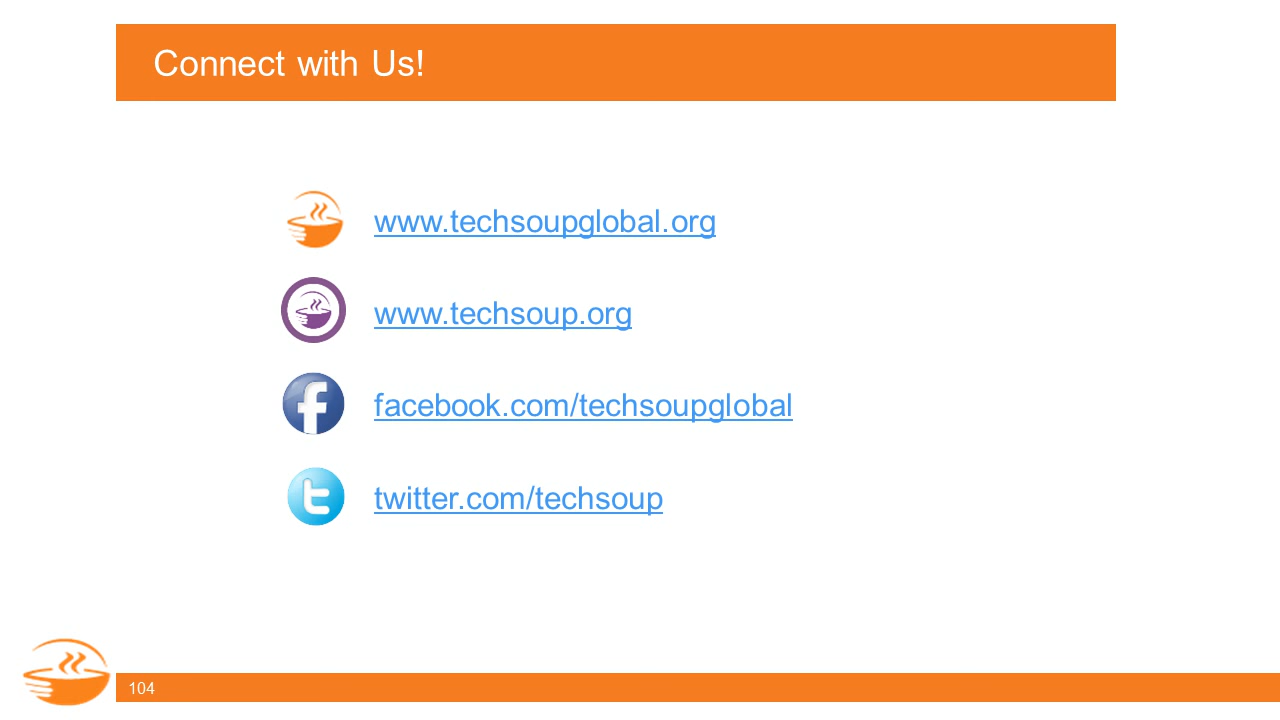 Connect with Us!
www.techsoupglobal.org
www.techsoup.org
facebook.com/techsoupglobal
twitter.com/techsoup
104